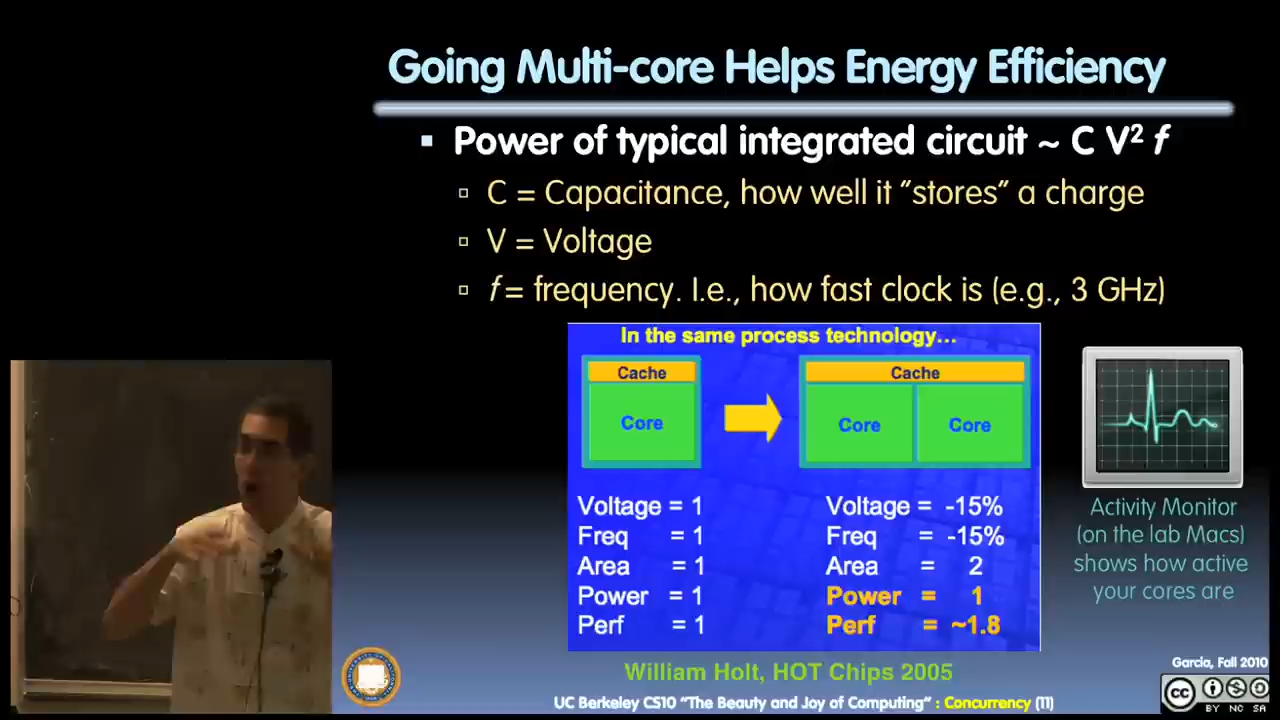 Going Multi-core Helps Energy Efficiency
▪ Power of typical integrated circuit ~ C V² f
▫ C = Capacitance, how well it "stores" a charge
▫ V = Voltage
▫ f = frequency. I.e., how fast clock is (e.g., 3 GHz)
In the same process technology…
Cache
Core
Cache
Core Core
Voltage = 1
Freq = 1
Area = 1
Power = 1
Perf = 1
Voltage = -15%
Freq = -15%
Area = 2
Power = 1
Perf = ~1.8
Activity Monitor
(on the lab Macs)
shows how active
your cores are
William Holt, HOT Chips 2005
UC Berkeley CS10 "The Beauty and Joy of Computing" : Concurrency (11)
Garcia, Fall 2010
cc
BY NC SA